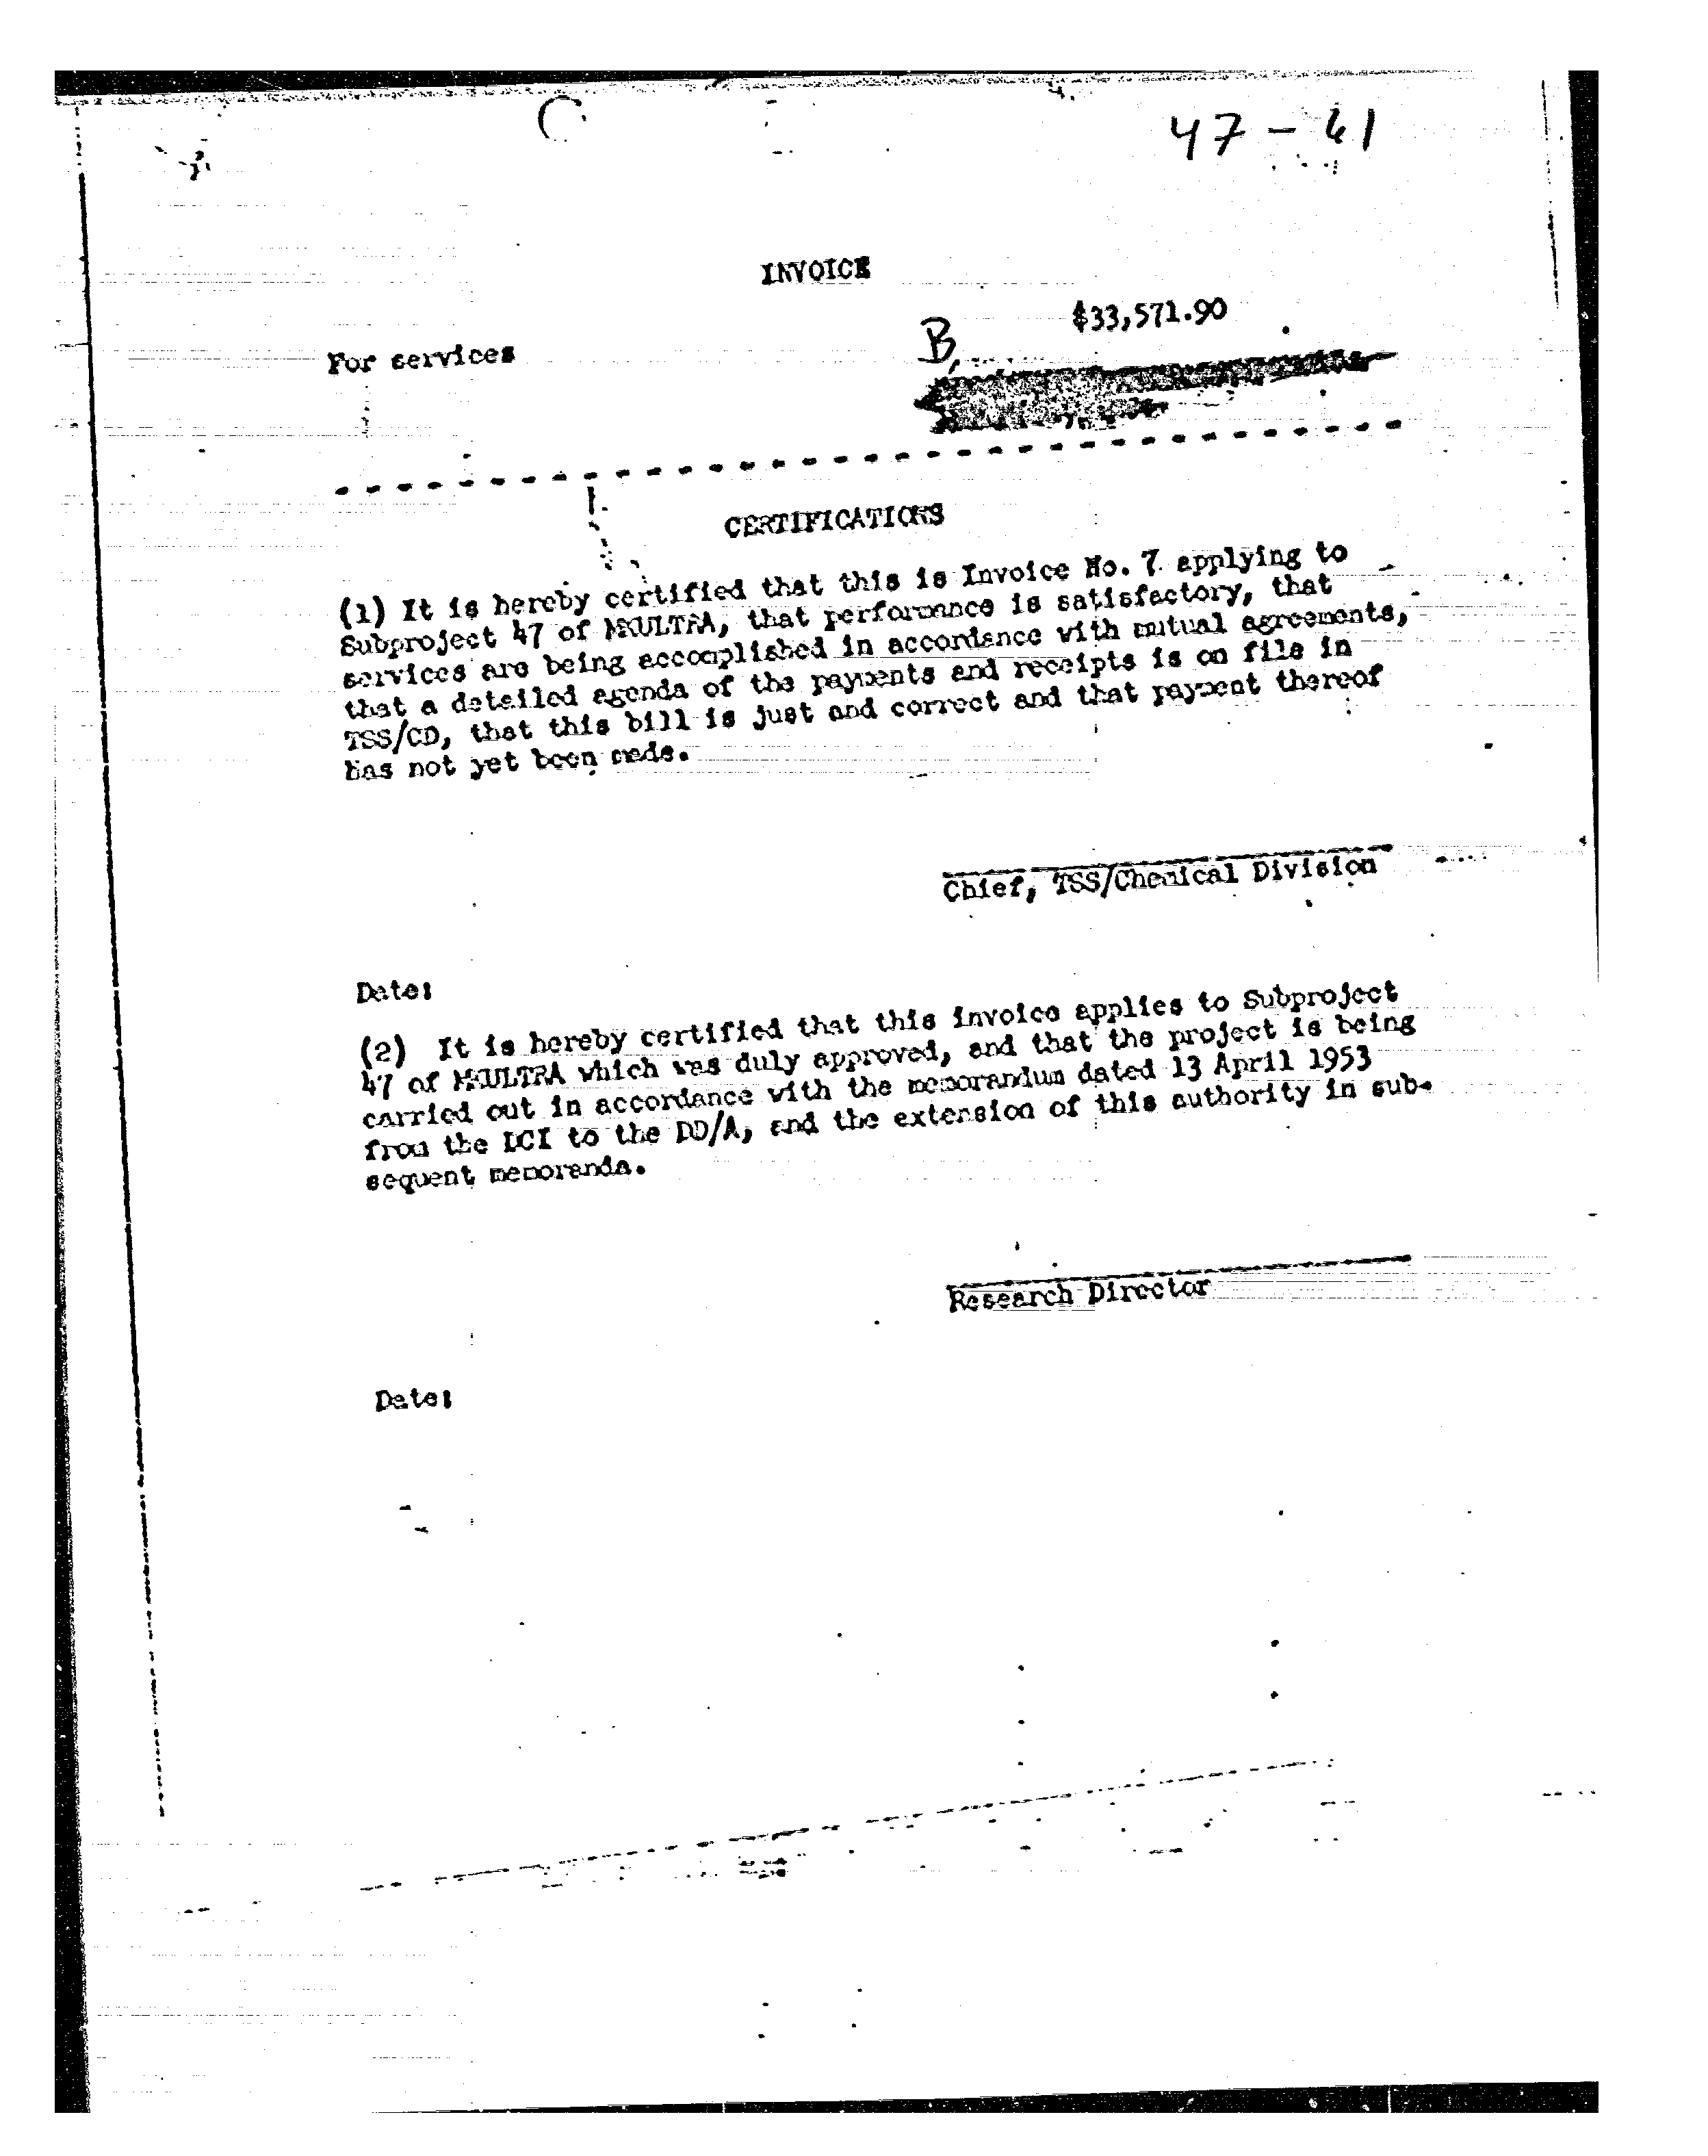 47 - 61
INVOICE
$33,571.90
For services
B,
CERTIFICATIONS
(1) It is hereby certified that this is Invoice No. 7 applying to
Subproject 47 of MKULTRA, that performance is satisfactory, that
services are being accomplished in accordance with mutual agreements,
that a detailed agenda of the payments and receipts is on file in
TSS/CD, that this bill is just and correct and that payment thereof
has not yet been made.
Chief, TSS/Chemical Division
Date:
(2) It is hereby certified that this invoice applies to Subproject
47 of MKULTRA which was duly approved, and that the project is being
carried out in accordance with the memorandum dated 13 April 1953
from the DCI to the DD/A, and the extension of this authority in sub-
sequent memoranda.
Research Director
Date: